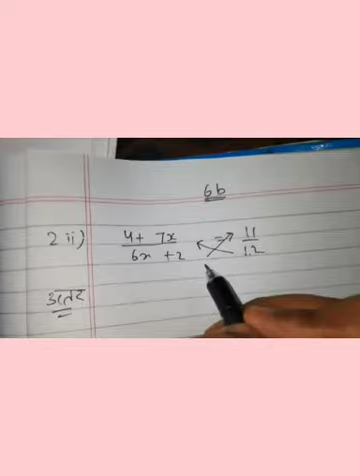 6b
2 ii) 4 + 7x / 6x + 2 = 11 / 12
उत्तर